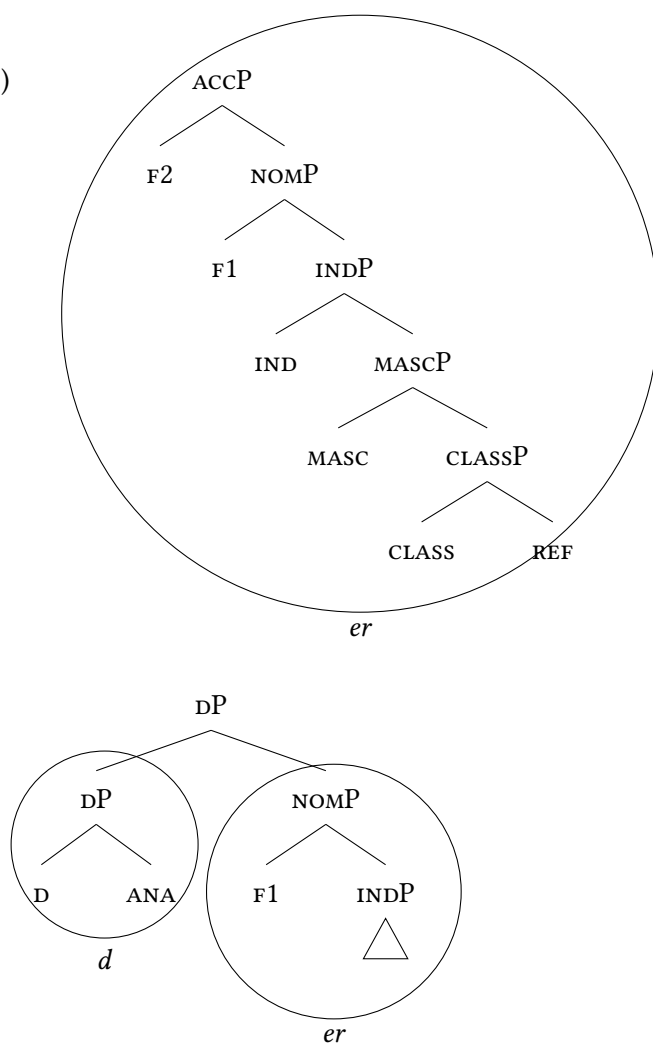 )
ACCP
F2 NOMP
F1 INDP
IND MASCP
MASC CLASSP
CLASS REF
er
DP
DP NOMP
D ANA F1 INDP
d
er